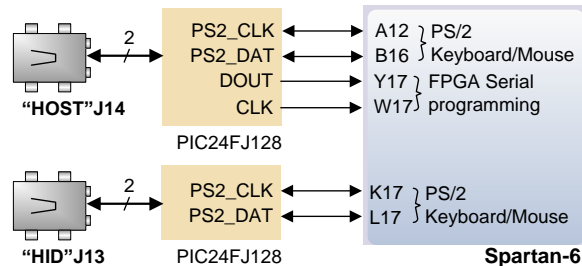 2 PS2_CLK A12 PS/2
PS2_DAT B16 Keyboard/Mouse
DOUT Y17 FPGA Serial
“HOST”J14 CLK W17 programming
PIC24FJ128
2 PS2_CLK K17 PS/2
PS2_DAT L17 Keyboard/Mouse
“HID”J13 PIC24FJ128 Spartan-6